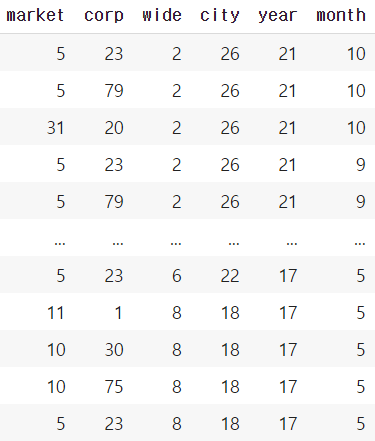 market corp wide city year month
5 23 2 26 21 10
5 79 2 26 21 10
31 20 2 26 21 10
5 23 2 26 21 9
5 79 2 26 21 9
... ... ... ... ... ...
5 23 6 22 17 5
11 1 8 18 17 5
10 30 8 18 17 5
10 75 8 18 17 5
5 23 8 18 17 5